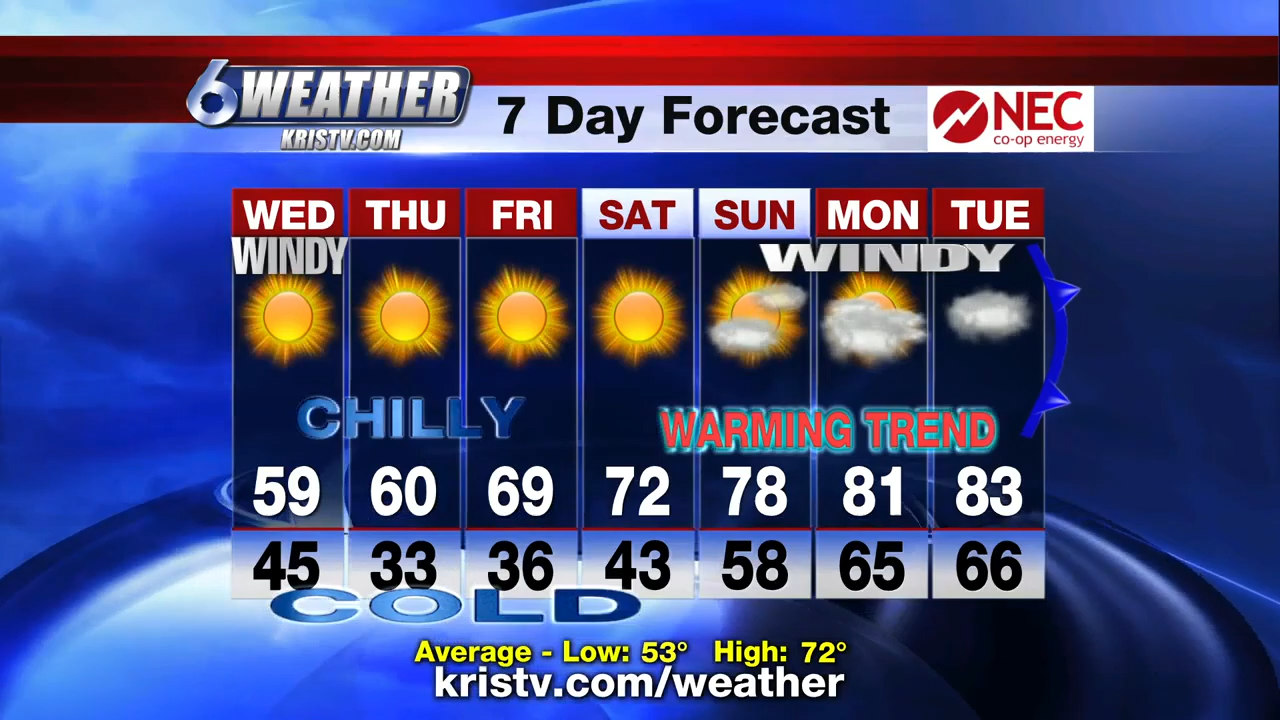 6 WEATHER
KRISTV.COM
7 Day Forecast
NEC
co-op energy
WED THU FRI SAT SUN MON TUE
WINDY WINDY
CHILLY WARMING TREND
59 60 69 72 78 81 83
45 33 36 43 58 65 66
COLD
Average - Low: 53° High: 72°
kristv.com/weather